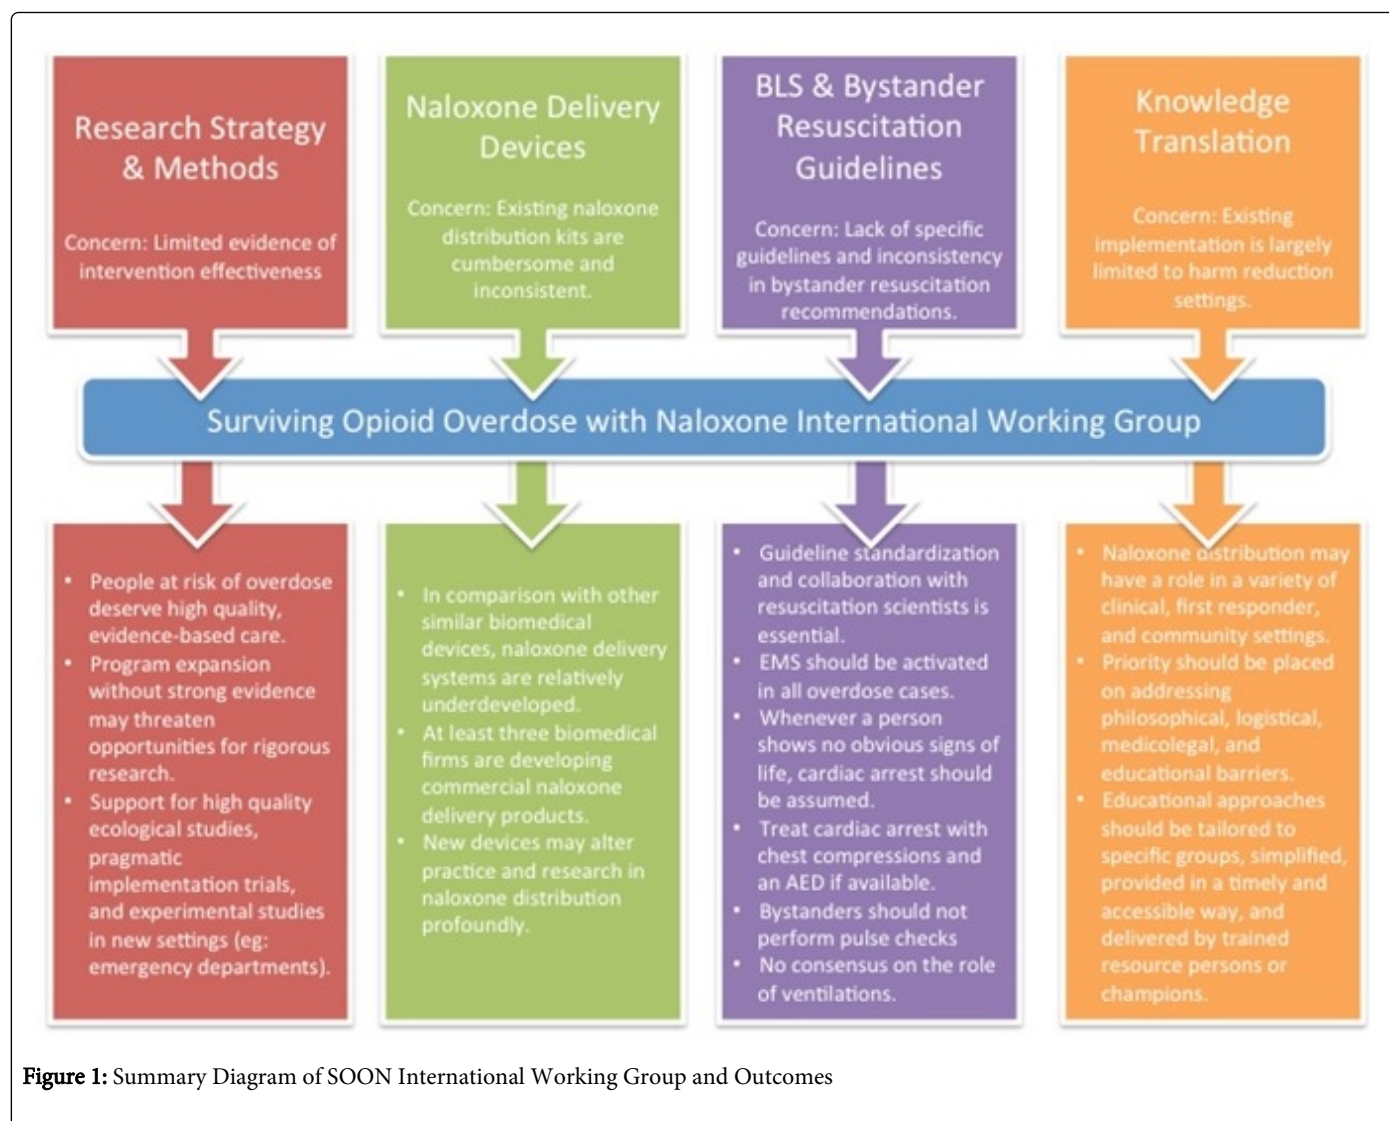 Research Strategy
& Methods
Concern: Limited evidence of
intervention effectiveness
Naloxone Delivery
Devices
Concern: Existing naloxone
distribution kits are
cumbersome and
inconsistent.
BLS & Bystander
Resuscitation
Guidelines
Concern: Lack of specific
guidelines and inconsistency
in bystander resuscitation
recommendations.
Knowledge
Translation
Concern: Existing
implementation is largely
limited to harm reduction
settings.
Surviving Opioid Overdose with Naloxone International Working Group
• People at risk of overdose
deserve high quality,
evidence-based care.
• Program expansion
without strong evidence
may threaten
opportunities for rigorous
research.
• Support for high quality
ecological studies,
pragmatic
implementation trials,
and experimental studies
in new settings (eg:
emergency departments).
• In comparison with other
similar biomedical
devices, naloxone delivery
systems are relatively
underdeveloped.
• At least three biomedical
firms are developing
commercial naloxone
delivery products.
• New devices may alter
practice and research in
naloxone distribution
profoundly.
• Guideline standardization
and collaboration with
resuscitation scientists is
essential.
• EMS should be activated
in all overdose cases.
• Whenever a person
shows no obvious signs of
life, cardiac arrest should
be assumed.
• Treat cardiac arrest with
chest compressions and
an AED if available.
• Bystanders should not
perform pulse checks
• No consensus on the role
of ventilations.
• Naloxone distribution may
have a role in a variety of
clinical, first responder,
and community settings.
• Priority should be placed
on addressing
philosophical, logistical,
medicolegal, and
educational barriers.
• Educational approaches
should be tailored to
specific groups, simplified,
provided in a timely and
accessible way, and
delivered by trained
resource persons or
champions.
Figure 1: Summary Diagram of SOON International Working Group and Outcomes